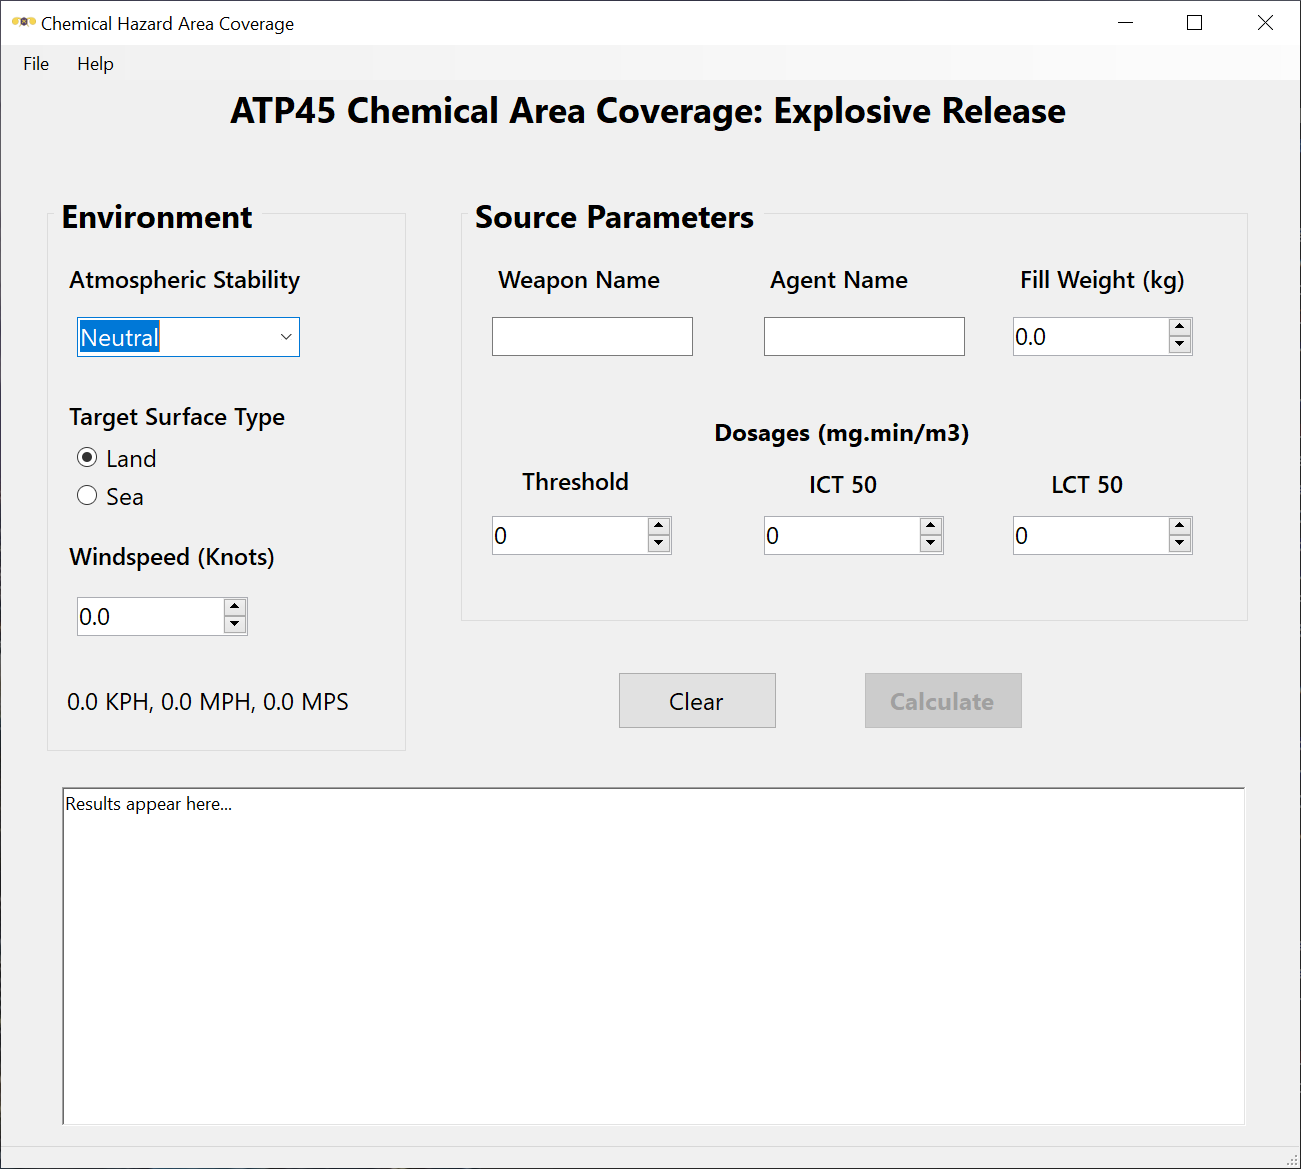 Chemical Hazard Area Coverage
File Help
ATP45 Chemical Area Coverage: Explosive Release
Environment
Atmospheric Stability
Neutral
Target Surface Type
Land
Sea
Windspeed (Knots)
0.0
0.0 KPH, 0.0 MPH, 0.0 MPS
Source Parameters
Weapon Name Agent Name Fill Weight (kg)
0.0
Dosages (mg.min/m3)
Threshold ICT 50 LCT 50
0 0 0
Clear Calculate
Results appear here...